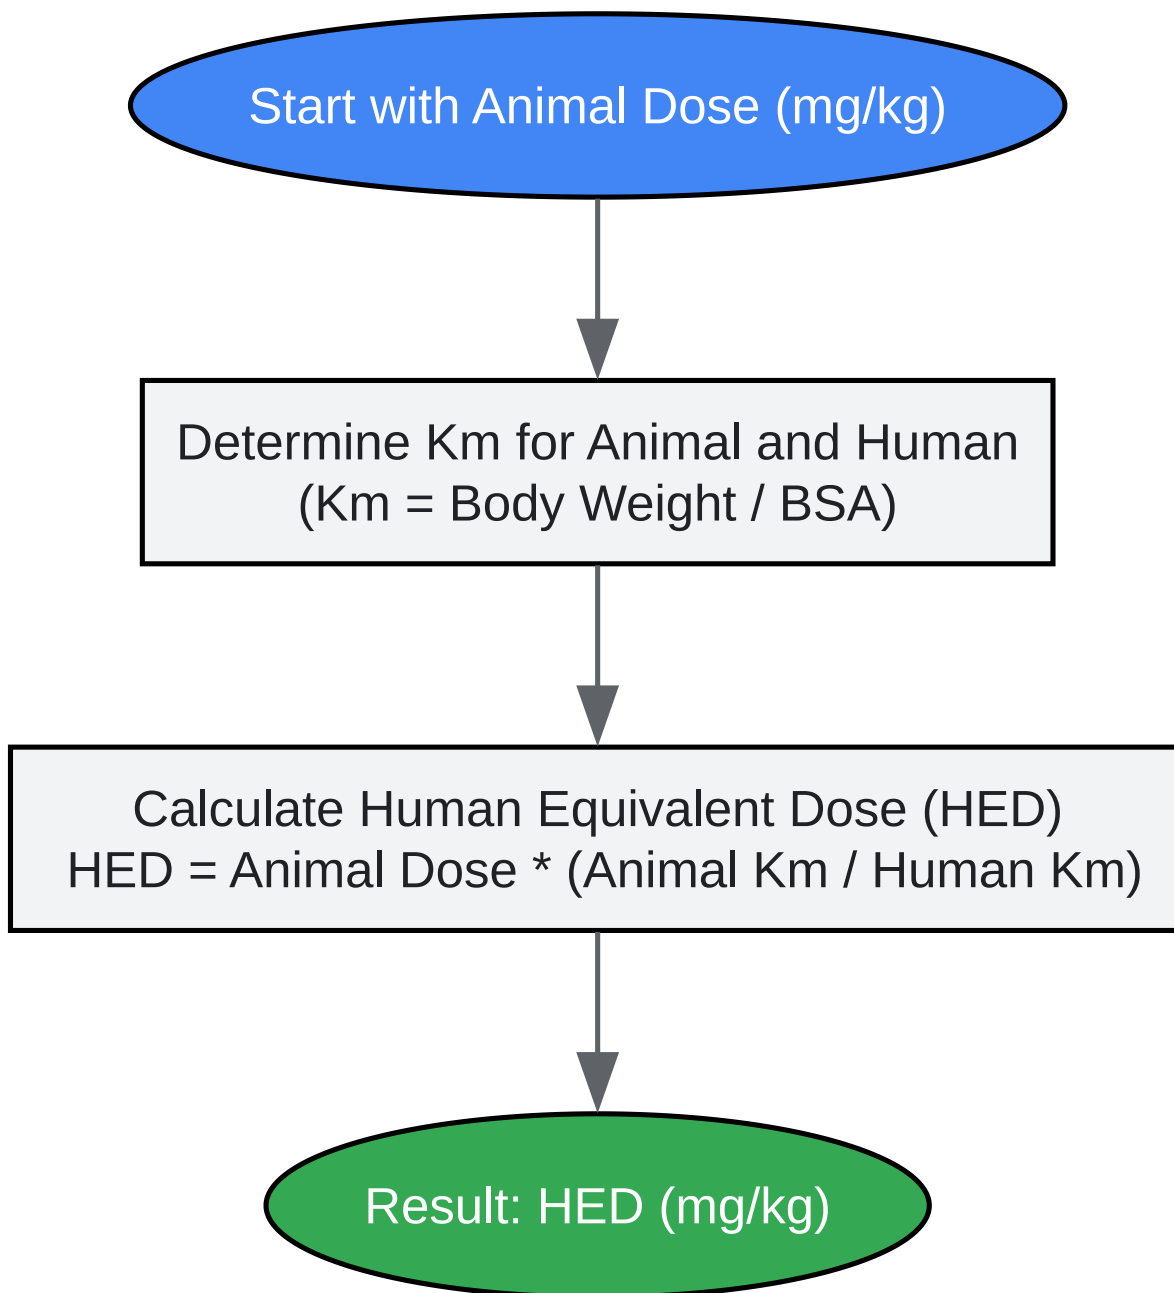 Start with Animal Dose (mg/kg)
Determine Km for Animal and Human
(Km = Body Weight / BSA)
Calculate Human Equivalent Dose (HED)
HED = Animal Dose * (Animal Km / Human Km)
Result: HED (mg/kg)